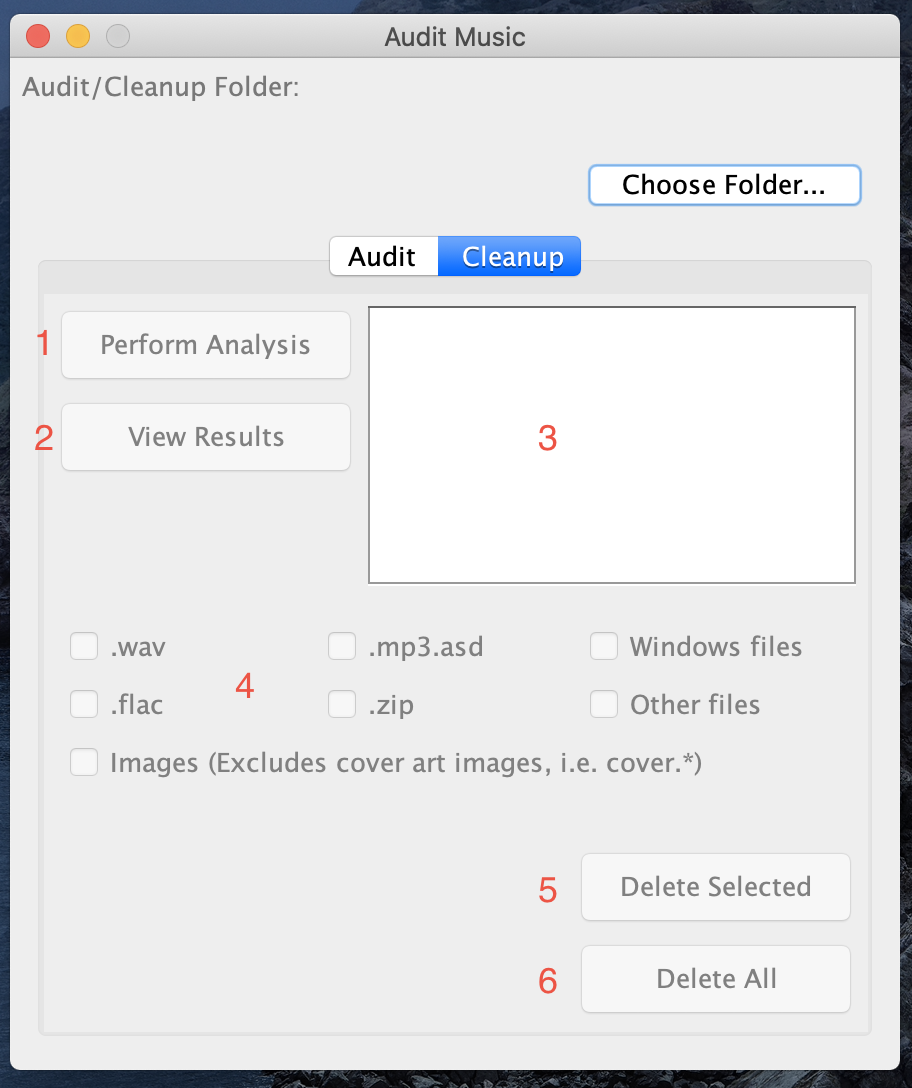 Audit Music
Audit/Cleanup Folder:
Choose Folder...
Audit Cleanup
1 Perform Analysis
2 View Results
3
.wav .mp3.asd Windows files
4
.flac .zip Other files
Images (Excludes cover art images, i.e. cover.*)
5 Delete Selected
6 Delete All